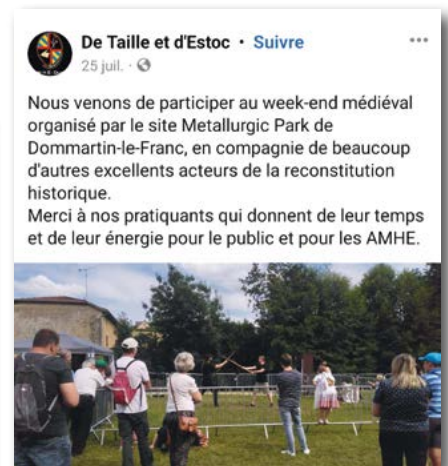 De Taille et d'Estoc • Suivre
25 juil. ·
Nous venons de participer au week-end médiéval
organisé par le site Metallurgic Park de
Dommartin-le-Franc, en compagnie de beaucoup
d'autres excellents acteurs de la reconstitution
historique.
Merci à nos pratiquants qui donnent de leur temps
et de leur énergie pour le public et pour les AMHE.